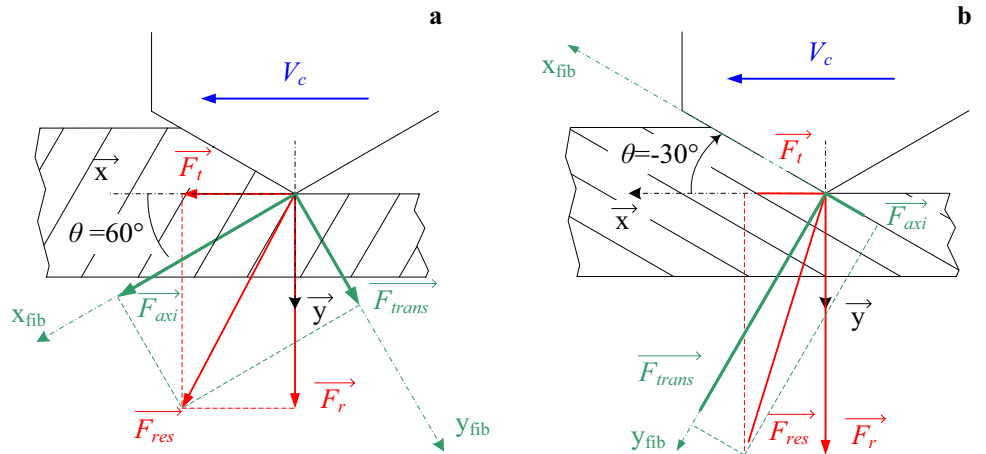 a
V_c
x
F_t
θ =60°
F_axi
x_fib
F_res
y
F_trans
F_r
y_fib
b
x_fib
V_c
θ=-30°
F_t
x
F_axi
y
F_trans
y_fib
F_res
F_r